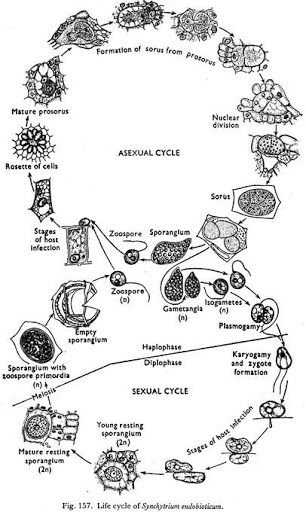 Formation of sorus from prosorus
Mature prosorus
Nuclear
division
Rosette of cells
ASEXUAL CYCLE
Sorus
Stages
of host
infection
Zoospore
Sporangium
Zoospore
(n)
Gametangia
(n)
Isogametes
(n)
Plasmogamy
Empty
sporangium
Haplophase
Diplophase
Karyogamy
and zygote
formation
Sporangium with
zoospore primordia
(n)
Meiosis
SEXUAL CYCLE
Young resting
sporangium
(2n)
Stages of host infection
Mature resting
sporangium
(2n)
Fig. 157. Life cycle of Synchytrium endobioticum.